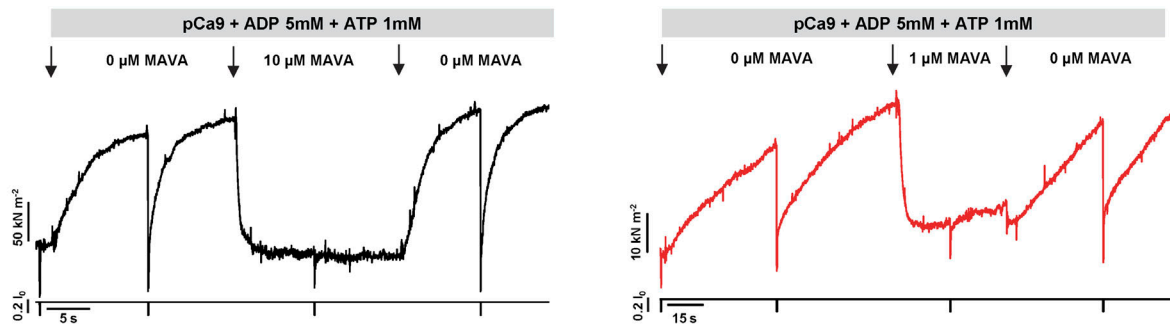 pCa9 + ADP 5mM + ATP 1mM
0 µM MAVA
10 µM MAVA
0 µM MAVA
50 kN m⁻²
0.2 l₀
5 s
pCa9 + ADP 5mM + ATP 1mM
0 µM MAVA
1 µM MAVA
0 µM MAVA
10 kN m⁻²
0.2 l₀
15 s